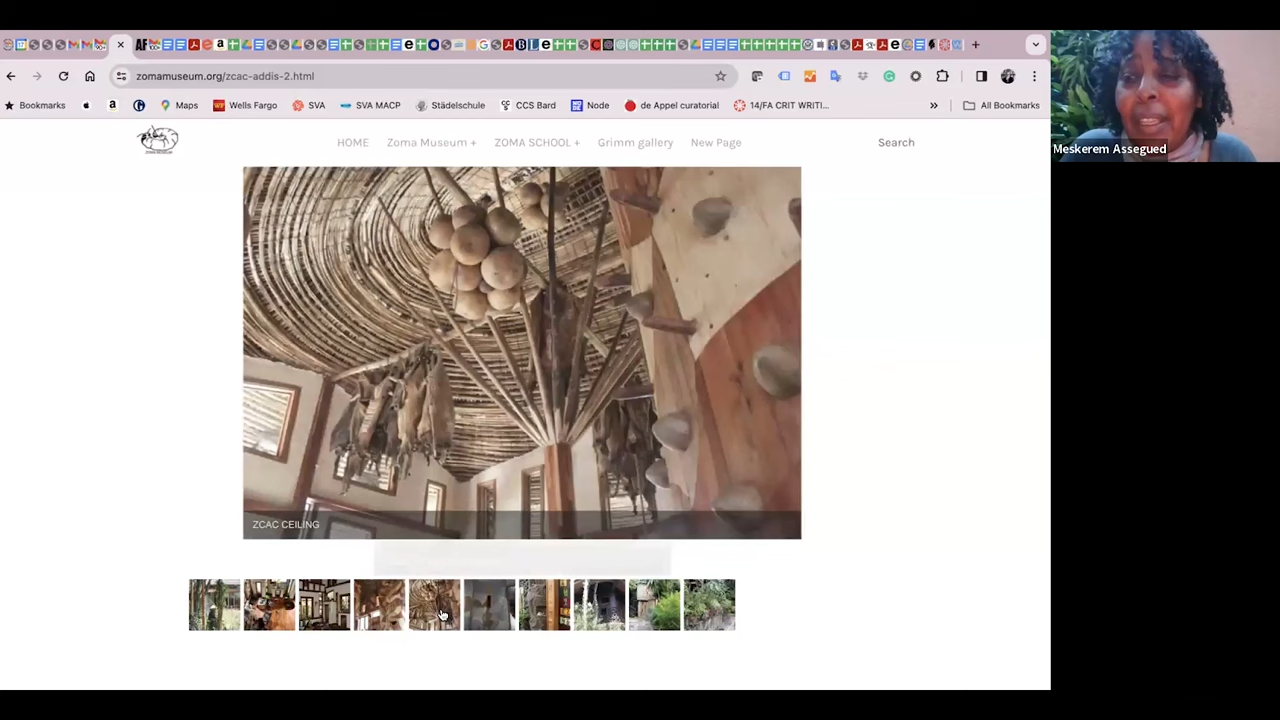 zomamuseum.org/zcac-addis-2.html
Bookmarks
Maps
Wells Fargo
SVA
SVA MACP
Städelschule
CCS Bard
Node
de Appel curatorial
14/FA CRIT WRITI...
All Bookmarks
HOME
Zoma Museum +
ZOMA SCHOOL +
Grimm gallery
New Page
Search
Meskerem Assegued
ZCAC CEILING